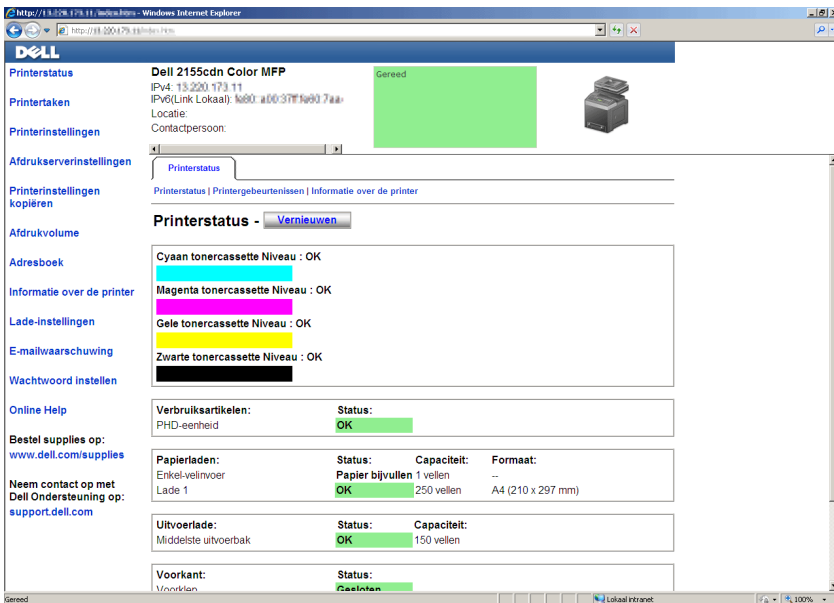 http:// - Windows Internet Explorer
http://
DELL
Printerstatus
Printertaken
Printerinstellingen
Afdrukserverinstellingen
Printerinstellingen
kopiëren
Afdrukvolume
Adresboek
Informatie over de printer
Lade-instellingen
E-mailwaarschuwing
Wachtwoord instellen
Online Help
Bestel supplies op:
www.dell.com/supplies
Neem contact op met
Dell Ondersteuning op:
support.dell.com
Dell 2155cdn Color MFP
IPv4:
IPv6(Link Lokaal):
Locatie:
Contactpersoon:
Gereed
Printerstatus
Printerstatus | Printergebeurtenissen | Informatie over de printer
Printerstatus - Vernieuwen
Cyaan tonercassette Niveau : OK
Magenta tonercassette Niveau : OK
Gele tonercassette Niveau : OK
Zwarte tonercassette Niveau : OK
Verbruiksartikelen: Status:
PHD-eenheid OK
Papierladen: Status: Capaciteit: Formaat:
Enkel-velinvoer Papier bijvullen 1 vellen --
Lade 1 OK 250 vellen A4 (210 x 297 mm)
Uitvoerlade: Status: Capaciteit:
Middelste uitvoerbak OK 150 vellen
Voorkant: Status:
Voorklep Gesloten
Gereed Lokaal intranet 100%